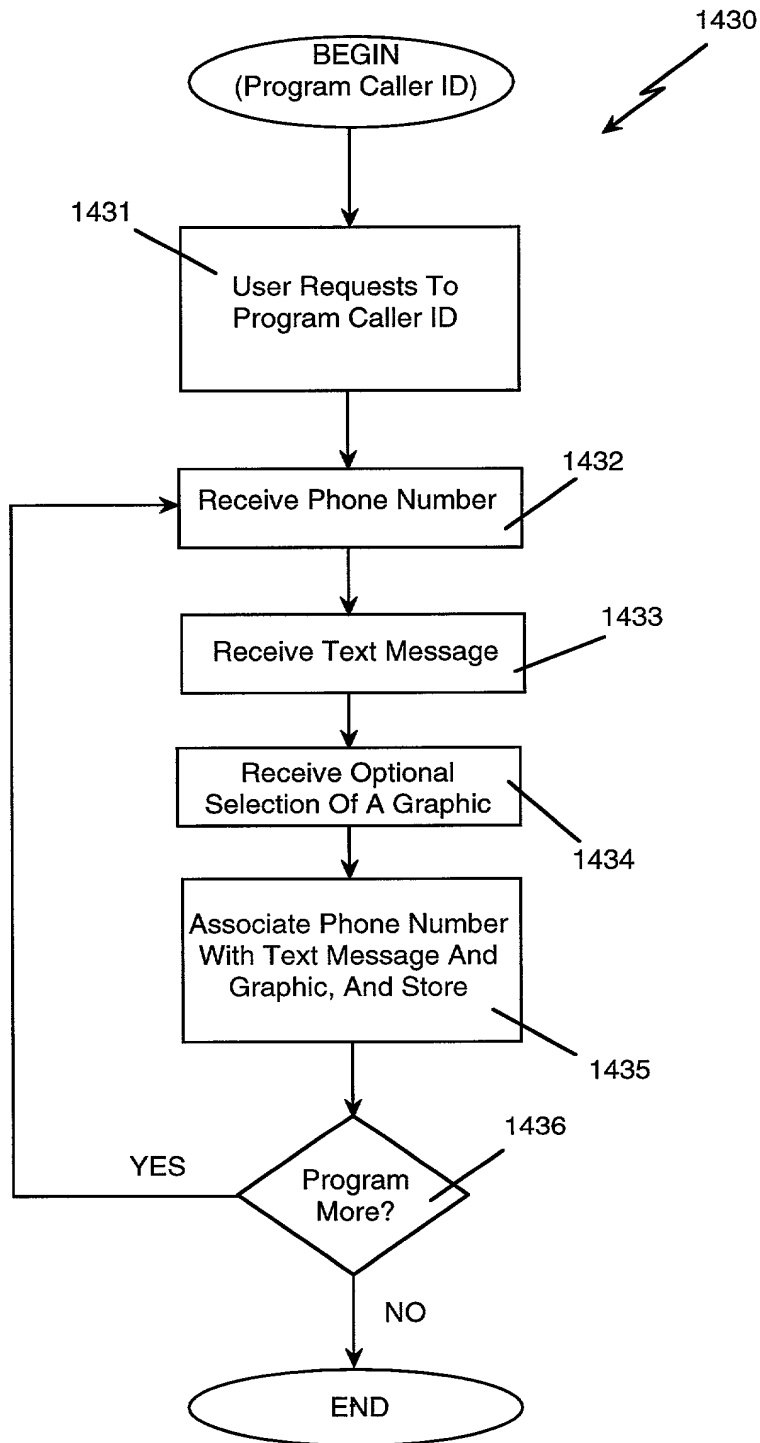 1430
BEGIN
(Program Caller ID)
1431
User Requests To
Program Caller ID
1432
Receive Phone Number
1433
Receive Text Message
Receive Optional
Selection Of A Graphic
1434
Associate Phone Number
With Text Message And
Graphic, And Store
1435
1436
YES
Program
More?
NO
END